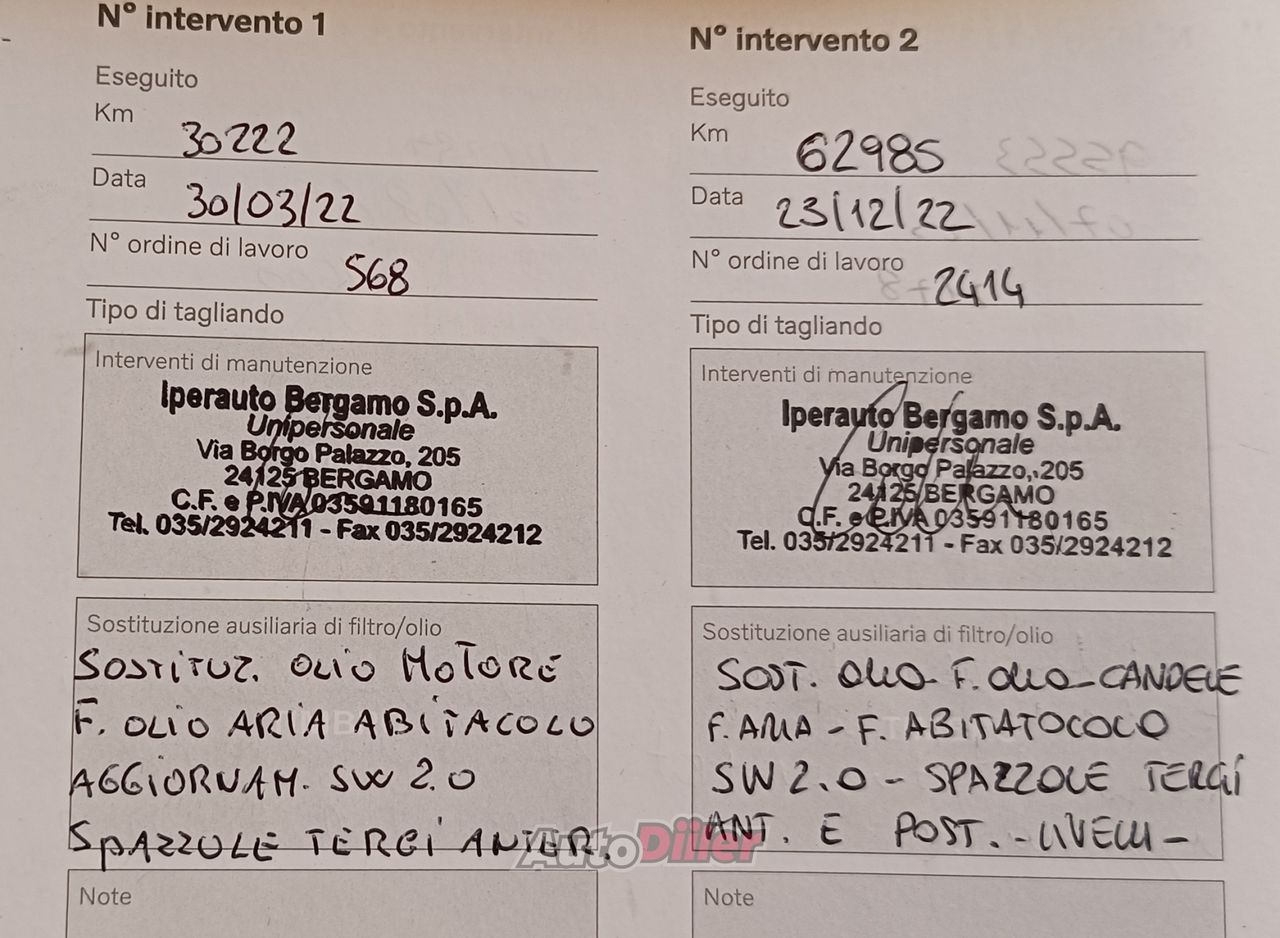 N° intervento 1
Eseguito
Km
30222
Data
30/03/22
N° ordine di lavoro
568
Tipo di tagliando
Interventi di manutenzione
Iperauto Bergamo S.p.A.
Unipersonale
Via Borgo Palazzo, 205
24125 BERGAMO
C.F. e P.IVA 03591180165
Tel. 035/2924211 - Fax 035/2924212
Sostituzione ausiliaria di filtro/olio
SOSTITUZ. OLIO MOTORE
F. OLIO ARIA ABITACOLO
AGGIORNAM. SW 2.0
SPAZZOLE TERGI ANTER.
Note
N° intervento 2
Eseguito
Km
62985
Data
23/12/22
N° ordine di lavoro
2414
Tipo di tagliando
Interventi di manutenzione
Iperauto Bergamo S.p.A.
Unipersonale
Via Borgo Palazzo, 205
24125 BERGAMO
C.F. e P.IVA 03591180165
Tel. 035/2924211 - Fax 035/2924212
Sostituzione ausiliaria di filtro/olio
SOST. OLIO - F. OLIO - CANDELE
F. ARIA - F. ABITATOCOLO
SW 2.0 - SPAZZOLE TERGI
ANT. E POST. - LIVELLI -
Note
AutoDiler